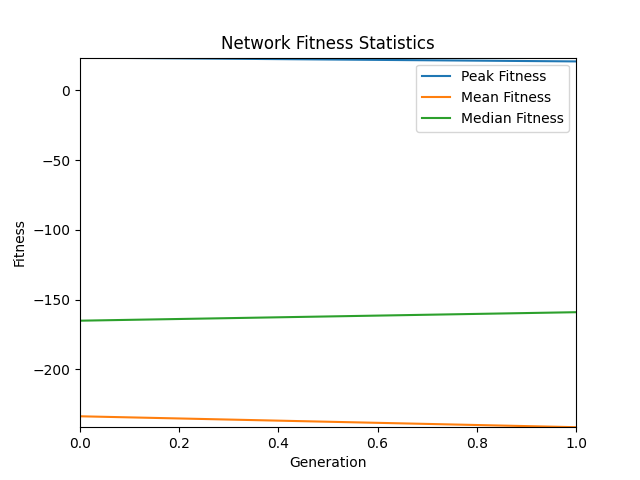 Network Fitness Statistics
Peak Fitness
Mean Fitness
Median Fitness
0
−50
−100
−150
−200
Fitness
0.0
0.2
0.4
0.6
0.8
1.0
Generation